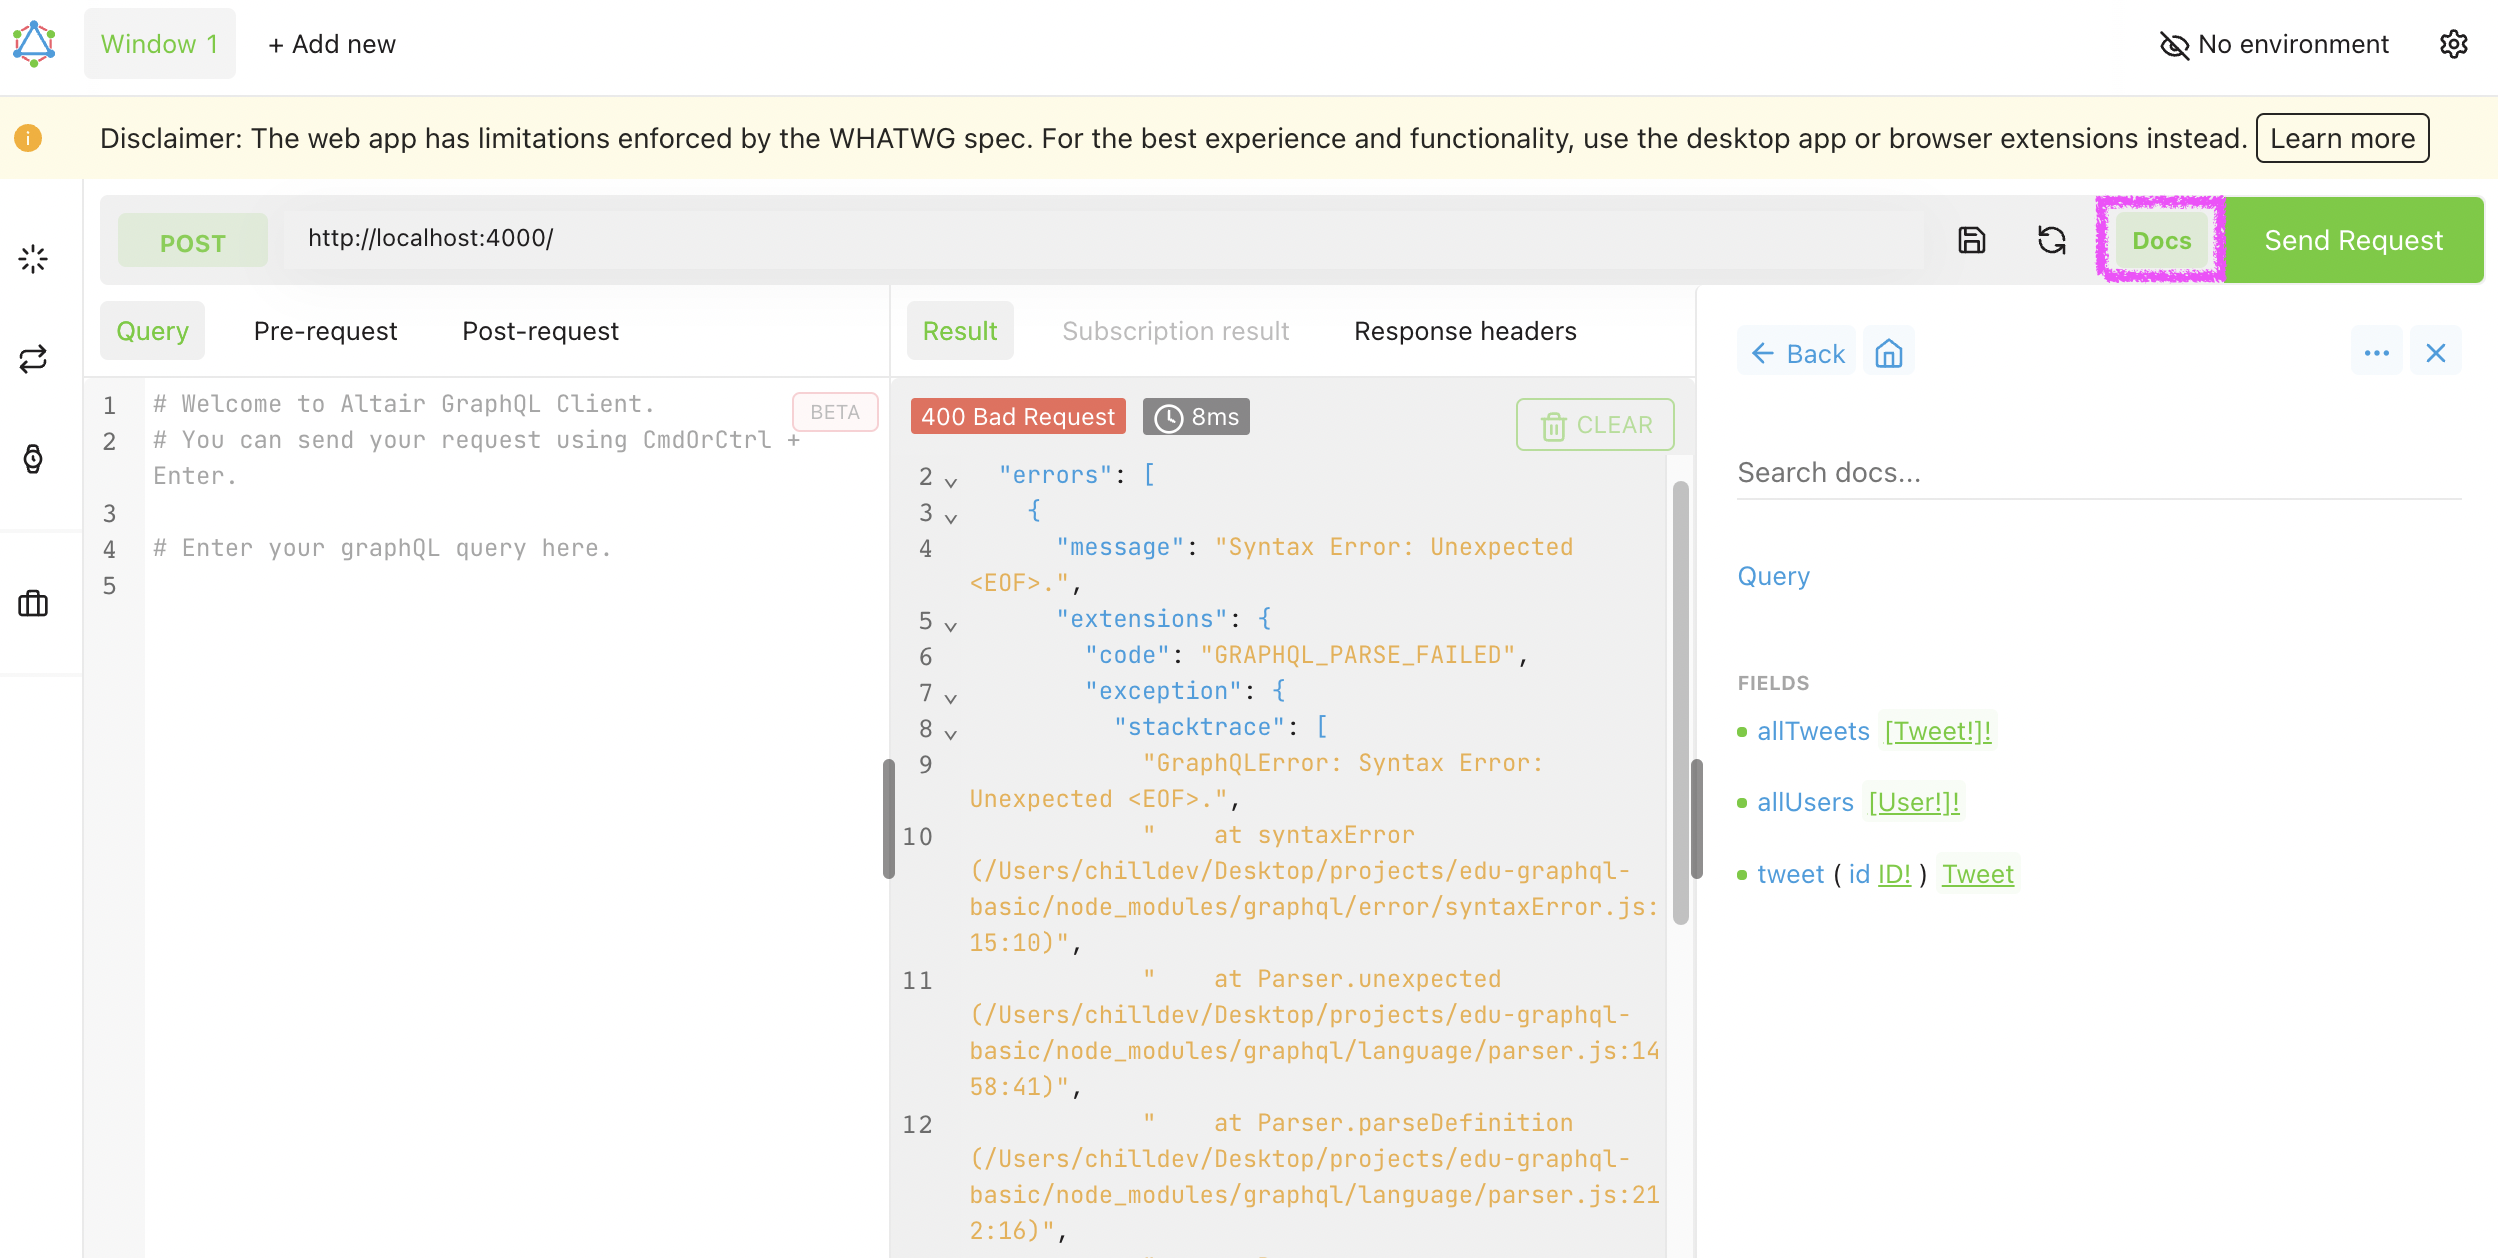 Window 1
+ Add new
No environment
Disclaimer: The web app has limitations enforced by the WHATWG spec. For the best experience and functionality, use the desktop app or browser extensions instead.
Learn more
POST
http://localhost:4000/
Docs
Send Request
Query
Pre-request
Post-request
BETA
1 # Welcome to Altair GraphQL Client.
2 # You can send your request using CmdOrCtrl +
Enter.
3
4 # Enter your graphQL query here.
5
Result
Subscription result
Response headers
400 Bad Request
8ms
CLEAR
2 "errors": [
3 {
4 "message": "Syntax Error: Unexpected
<EOF>.",
5 "extensions": {
6 "code": "GRAPHQL_PARSE_FAILED",
7 "exception": {
8 "stacktrace": [
9 "GraphQLError: Syntax Error:
Unexpected <EOF>.",
10 "    at syntaxError
(/Users/chilldev/Desktop/projects/edu-graphql-
basic/node_modules/graphql/error/syntaxError.js:
15:10)",
11 "    at Parser.unexpected
(/Users/chilldev/Desktop/projects/edu-graphql-
basic/node_modules/graphql/language/parser.js:14
58:41)",
12 "    at Parser.parseDefinition
(/Users/chilldev/Desktop/projects/edu-graphql-
basic/node_modules/graphql/language/parser.js:21
2:16)",
Back
Search docs...
Query
FIELDS
allTweets [Tweet!]!
allUsers [User!]!
tweet ( id ID! ) Tweet